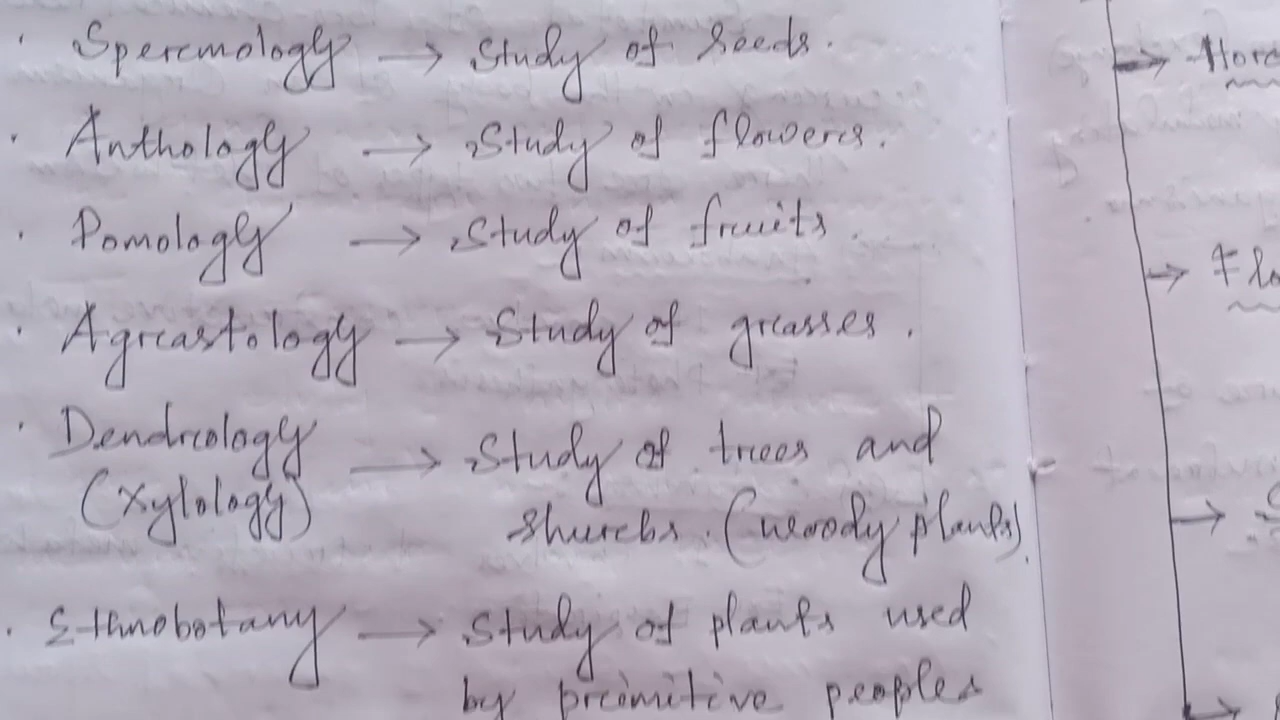 · Spermology → Study of seeds.
· Anthology → Study of flowers.
· Pomology → Study of fruits.
· Agrastology → Study of grasses.
· Dendrology → Study of trees and
(Xylology) shurebs. (woody plants).
· Ethnobotany → Study of plants used
by primitive peoples